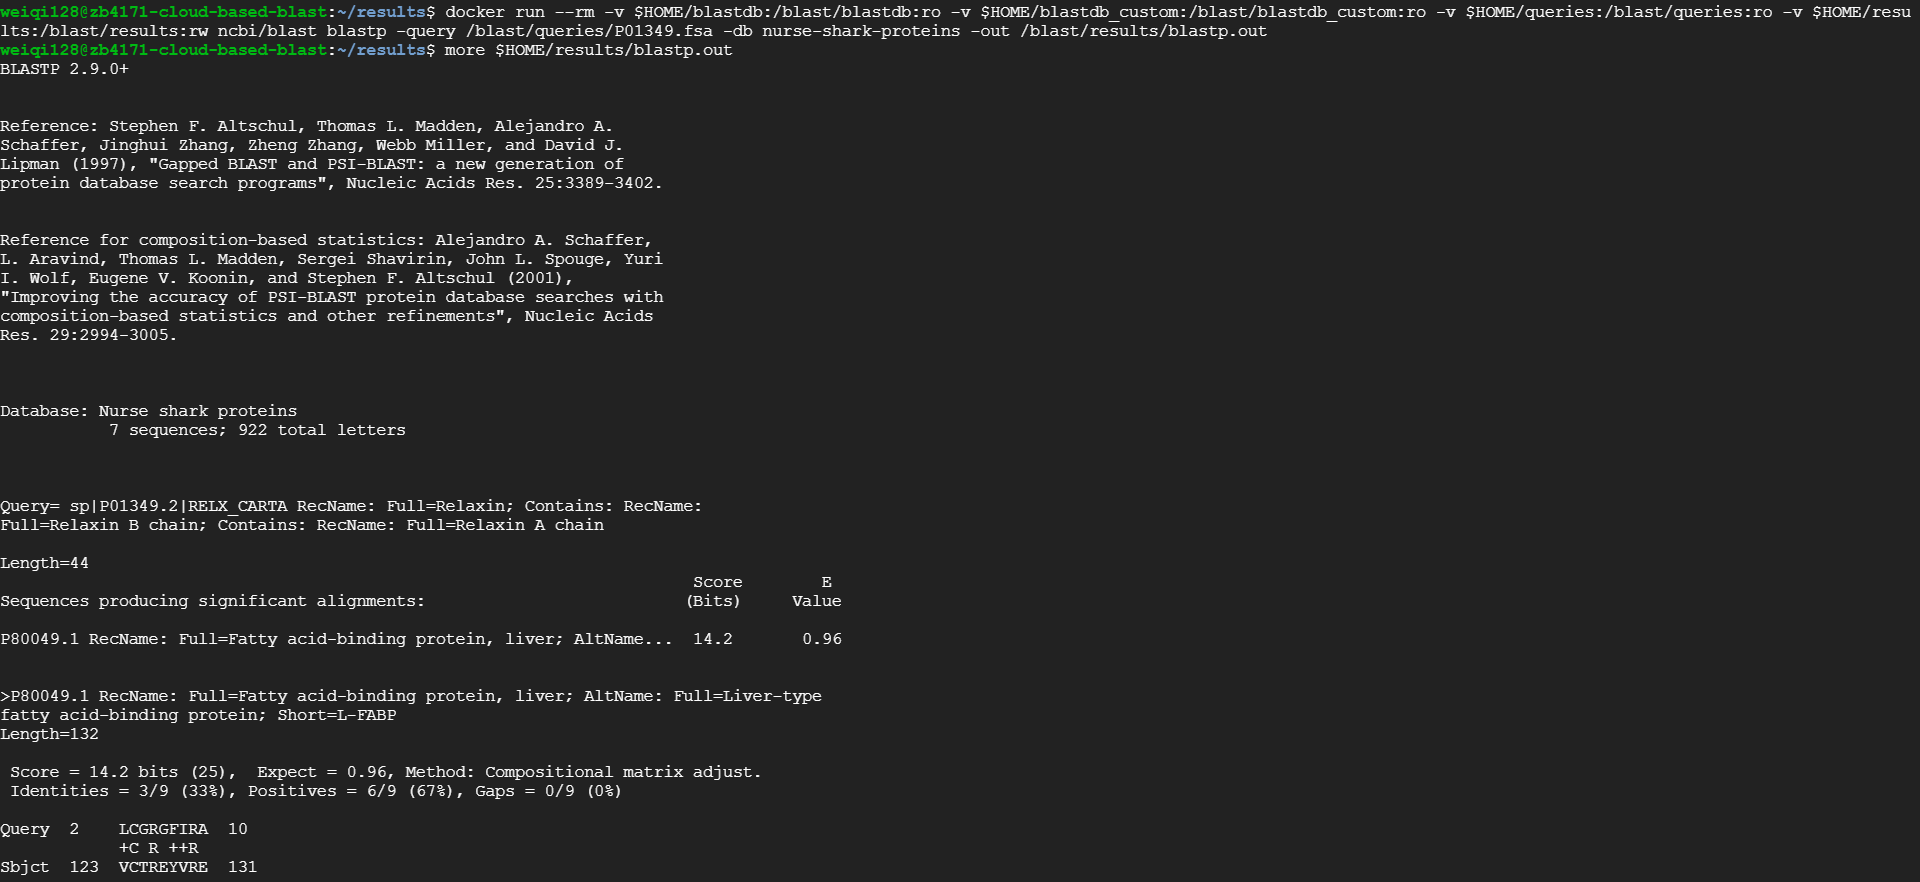 weiqi128@zb4171-cloud-based-blast:~/results$ docker run --rm -v $HOME/blastdb:/blast/blastdb:ro -v $HOME/blastdb_custom:/blast/blastdb_custom:ro -v $HOME/queries:/blast/queries:ro -v $HOME/resu
lts:/blast/results:rw ncbi/blast blastp -query /blast/queries/P01349.fsa -db nurse-shark-proteins -out /blast/results/blastp.out
weiqi128@zb4171-cloud-based-blast:~/results$ more $HOME/results/blastp.out
BLASTP 2.9.0+
Reference: Stephen F. Altschul, Thomas L. Madden, Alejandro A.
Schaffer, Jinghui Zhang, Zheng Zhang, Webb Miller, and David J.
Lipman (1997), "Gapped BLAST and PSI-BLAST: a new generation of
protein database search programs", Nucleic Acids Res. 25:3389-3402.
Reference for composition-based statistics: Alejandro A. Schaffer,
L. Aravind, Thomas L. Madden, Sergei Shavirin, John L. Spouge, Yuri
I. Wolf, Eugene V. Koonin, and Stephen F. Altschul (2001),
"Improving the accuracy of PSI-BLAST protein database searches with
composition-based statistics and other refinements", Nucleic Acids
Res. 29:2994-3005.
Database: Nurse shark proteins
7 sequences; 922 total letters
Query= sp|P01349.2|RELX_CARTA RecName: Full=Relaxin; Contains: RecName:
Full=Relaxin B chain; Contains: RecName: Full=Relaxin A chain
Length=44
Score E
Sequences producing significant alignments: (Bits) Value
P80049.1 RecName: Full=Fatty acid-binding protein, liver; AltName... 14.2 0.96
>P80049.1 RecName: Full=Fatty acid-binding protein, liver; AltName: Full=Liver-type
fatty acid-binding protein; Short=L-FABP
Length=132
Score = 14.2 bits (25), Expect = 0.96, Method: Compositional matrix adjust.
Identities = 3/9 (33%), Positives = 6/9 (67%), Gaps = 0/9 (0%)
Query 2 LCGRGFIRA 10
+C R ++R
Sbjct 123 VCTREYVRE 131